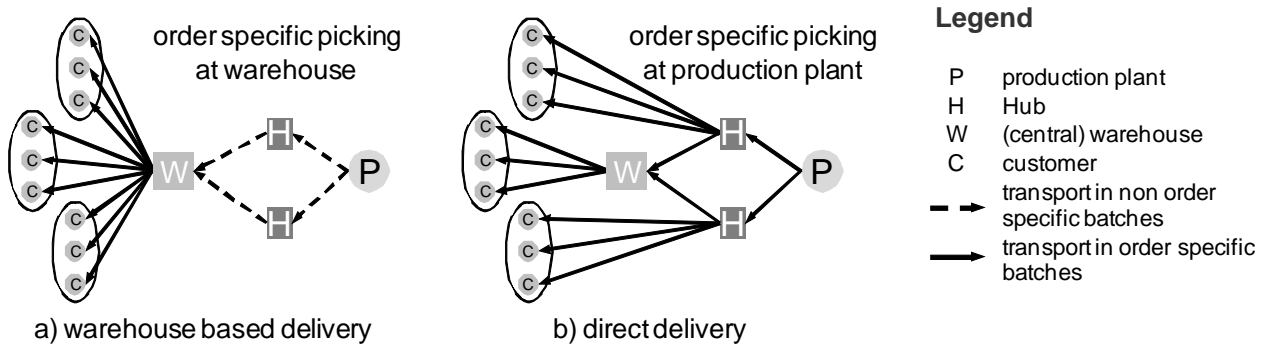 order specific picking
at warehouse
C
C
C
C
C
C
C
C
C
W
H
H
P
a) warehouse based delivery
order specific picking
at production plant
C
C
C
C
C
C
C
C
C
W
H
H
P
b) direct delivery
Legend
P production plant
H Hub
W (central) warehouse
C customer
transport in non order
specific batches
transport in order specific
batches